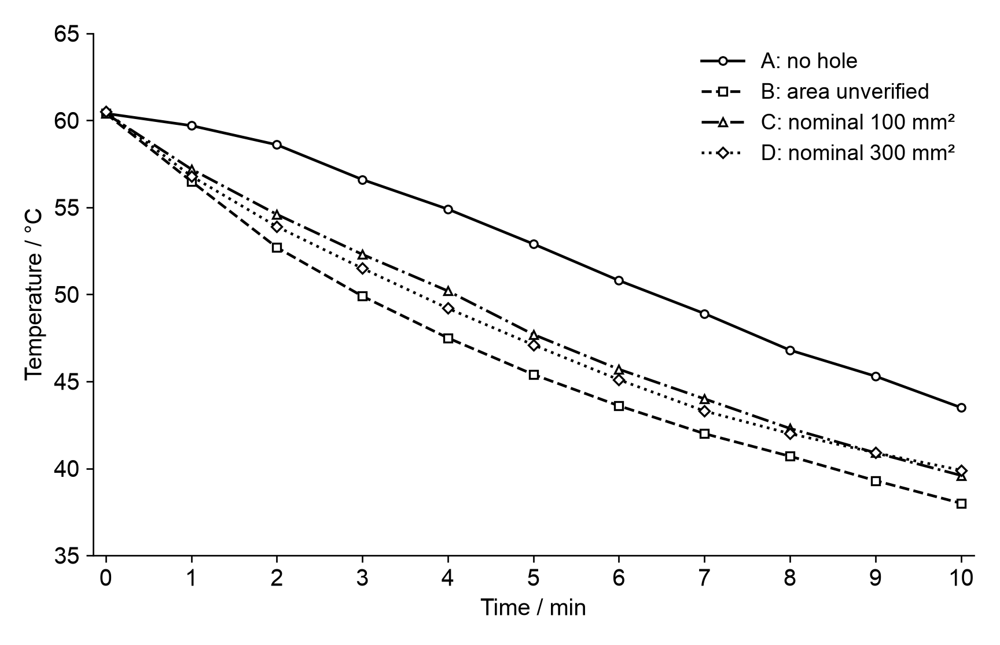 65
60
55
50
45
40
35
Temperature / °C
A: no hole
B: area unverified
C: nominal 100 mm²
D: nominal 300 mm²
0 1 2 3 4 5 6 7 8 9 10
Time / min